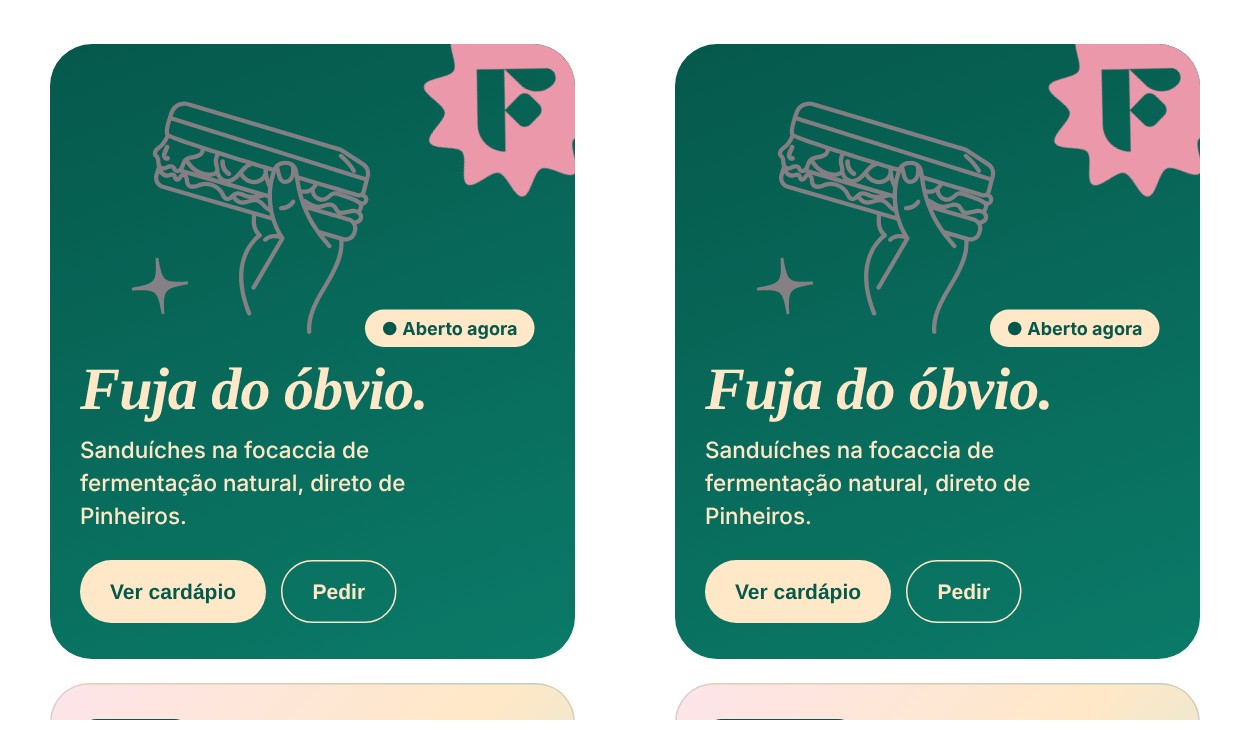 F
Aberto agora
Fuja do óbvio.
Sanduíches na focaccia de
fermentação natural, direto de
Pinheiros.
Ver cardápio
Pedir
F
Aberto agora
Fuja do óbvio.
Sanduíches na focaccia de
fermentação natural, direto de
Pinheiros.
Ver cardápio
Pedir